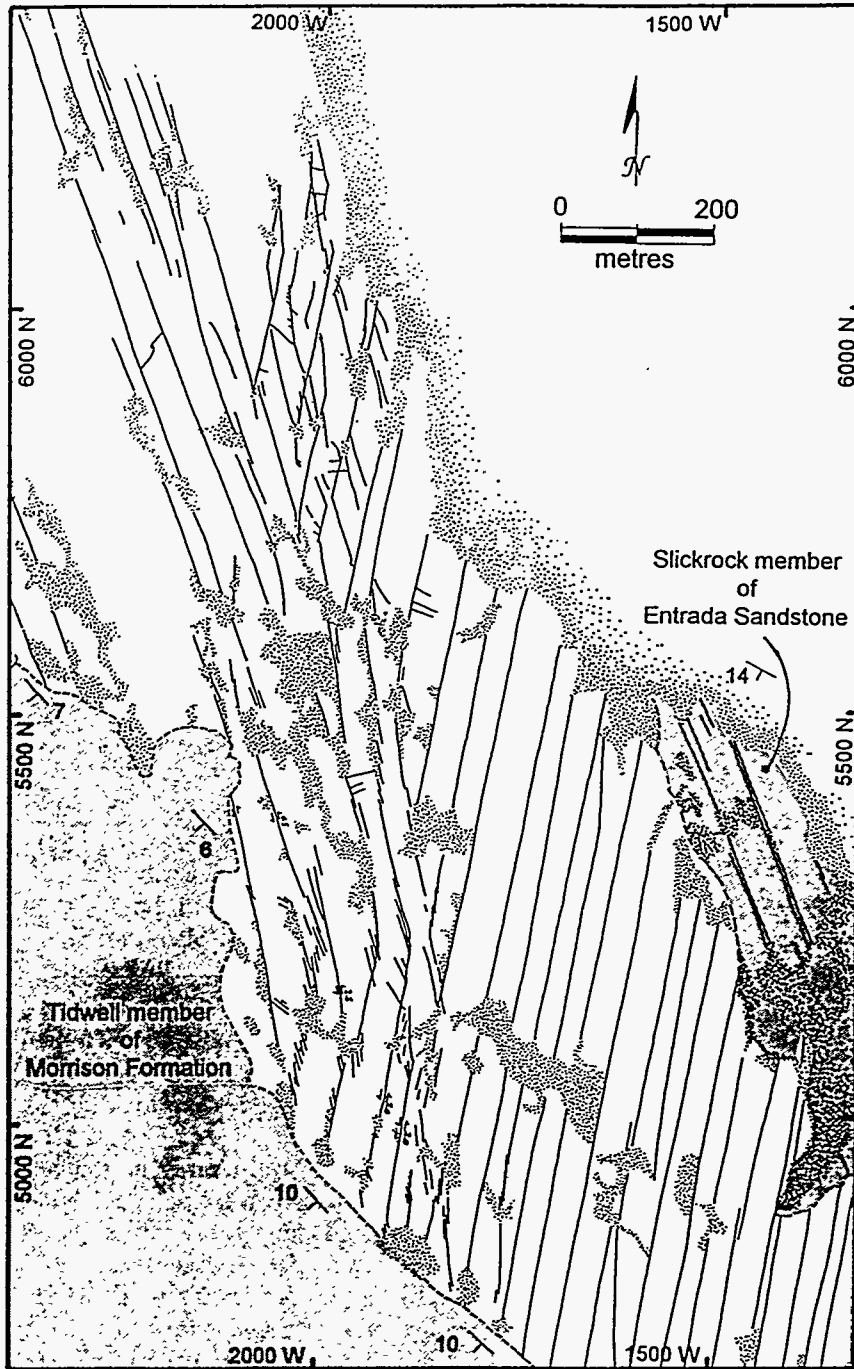 2000 W
1500 W
N
0 200
metres
6000 N
6000 N
Slickrock member
of
Entrada Sandstone
14
7
5500 N
5500 N
6
Tidwell member
of
Morrison Formation
5000 N
10
10
2000 W
1500 W